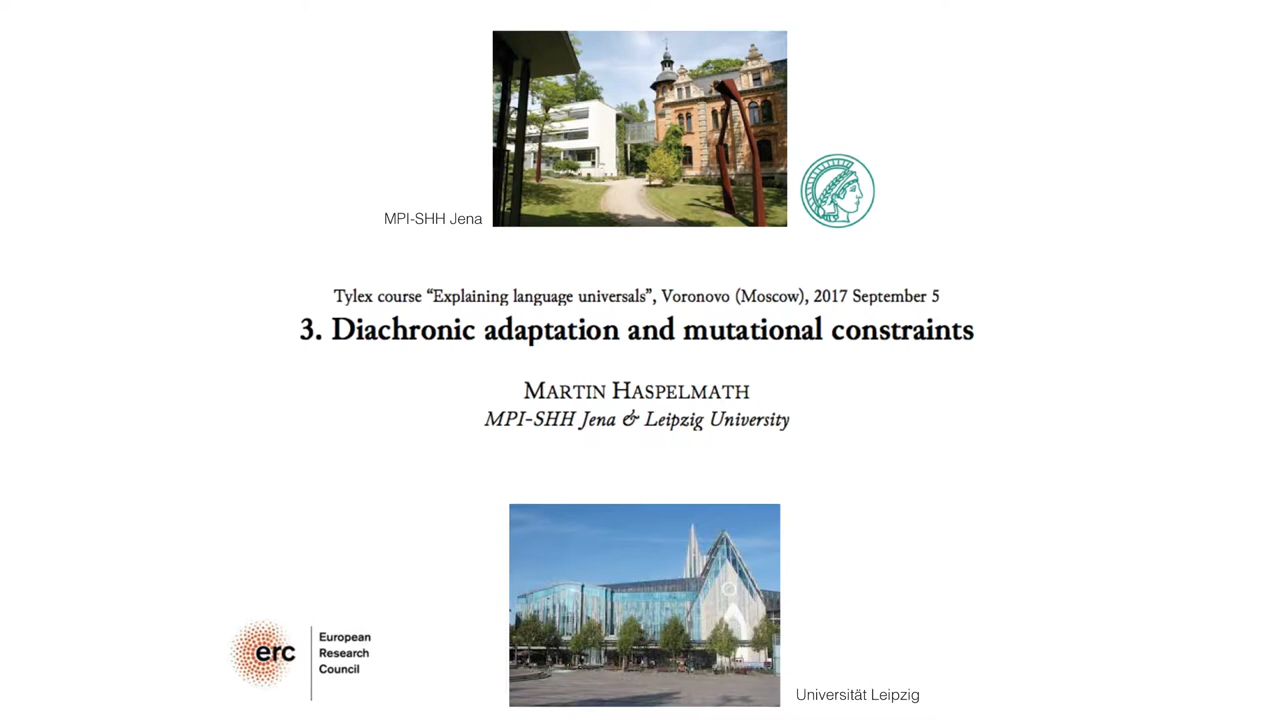 MPI-SHH Jena
Tylex course “Explaining language universals”, Voronovo (Moscow), 2017 September 5
3. Diachronic adaptation and mutational constraints
MARTIN HASPELMATH
MPI-SHH Jena & Leipzig University
erc
European
Research
Council
Universität Leipzig